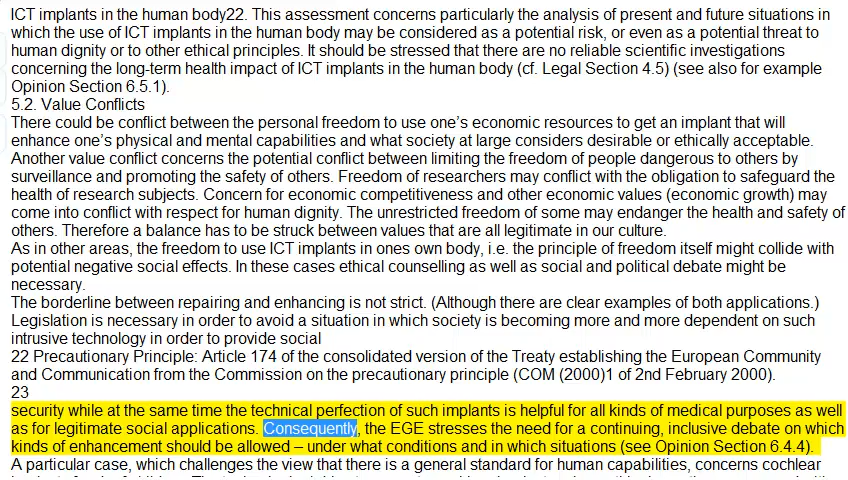 ICT implants in the human body22. This assessment concerns particularly the analysis of present and future situations in
which the use of ICT implants in the human body may be considered as a potential risk, or even as a potential threat to
human dignity or to other ethical principles. It should be stressed that there are no reliable scientific investigations
concerning the long-term health impact of ICT implants in the human body (cf. Legal Section 4.5) (see also for example
Opinion Section 6.5.1).
5.2. Value Conflicts
There could be conflict between the personal freedom to use one’s economic resources to get an implant that will
enhance one’s physical and mental capabilities and what society at large considers desirable or ethically acceptable.
Another value conflict concerns the potential conflict between limiting the freedom of people dangerous to others by
surveillance and promoting the safety of others. Freedom of researchers may conflict with the obligation to safeguard the
health of research subjects. Concern for economic competitiveness and other economic values (economic growth) may
come into conflict with respect for human dignity. The unrestricted freedom of some may endanger the health and safety of
others. Therefore a balance has to be struck between values that are all legitimate in our culture.
As in other areas, the freedom to use ICT implants in ones own body, i.e. the principle of freedom itself might collide with
potential negative social effects. In these cases ethical counselling as well as social and political debate might be
necessary.
The borderline between repairing and enhancing is not strict. (Although there are clear examples of both applications.)
Legislation is necessary in order to avoid a situation in which society is becoming more and more dependent on such
intrusive technology in order to provide social
22 Precautionary Principle: Article 174 of the consolidated version of the Treaty establishing the European Community
and Communication from the Commission on the precautionary principle (COM (2000)1 of 2nd February 2000).
23
security while at the same time the technical perfection of such implants is helpful for all kinds of medical purposes as well
as for legitimate social applications. Consequently, the EGE stresses the need for a continuing, inclusive debate on which
kinds of enhancement should be allowed – under what conditions and in which situations (see Opinion Section 6.4.4).
A particular case, which challenges the view that there is a general standard for human capabilities, concerns cochlear